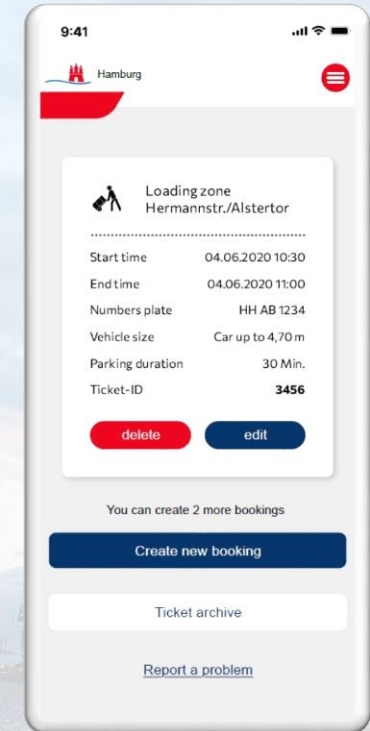 9:41
Hamburg
Loading zone
Hermannstr./Alstertor
Start time 04.06.2020 10:30
End time 04.06.2020 11:00
Numbers plate HH AB 1234
Vehicle size Car up to 4,70 m
Parking duration 30 Min.
Ticket-ID 3456
delete edit
You can create 2 more bookings
Create new booking
Ticket archive
Report a problem